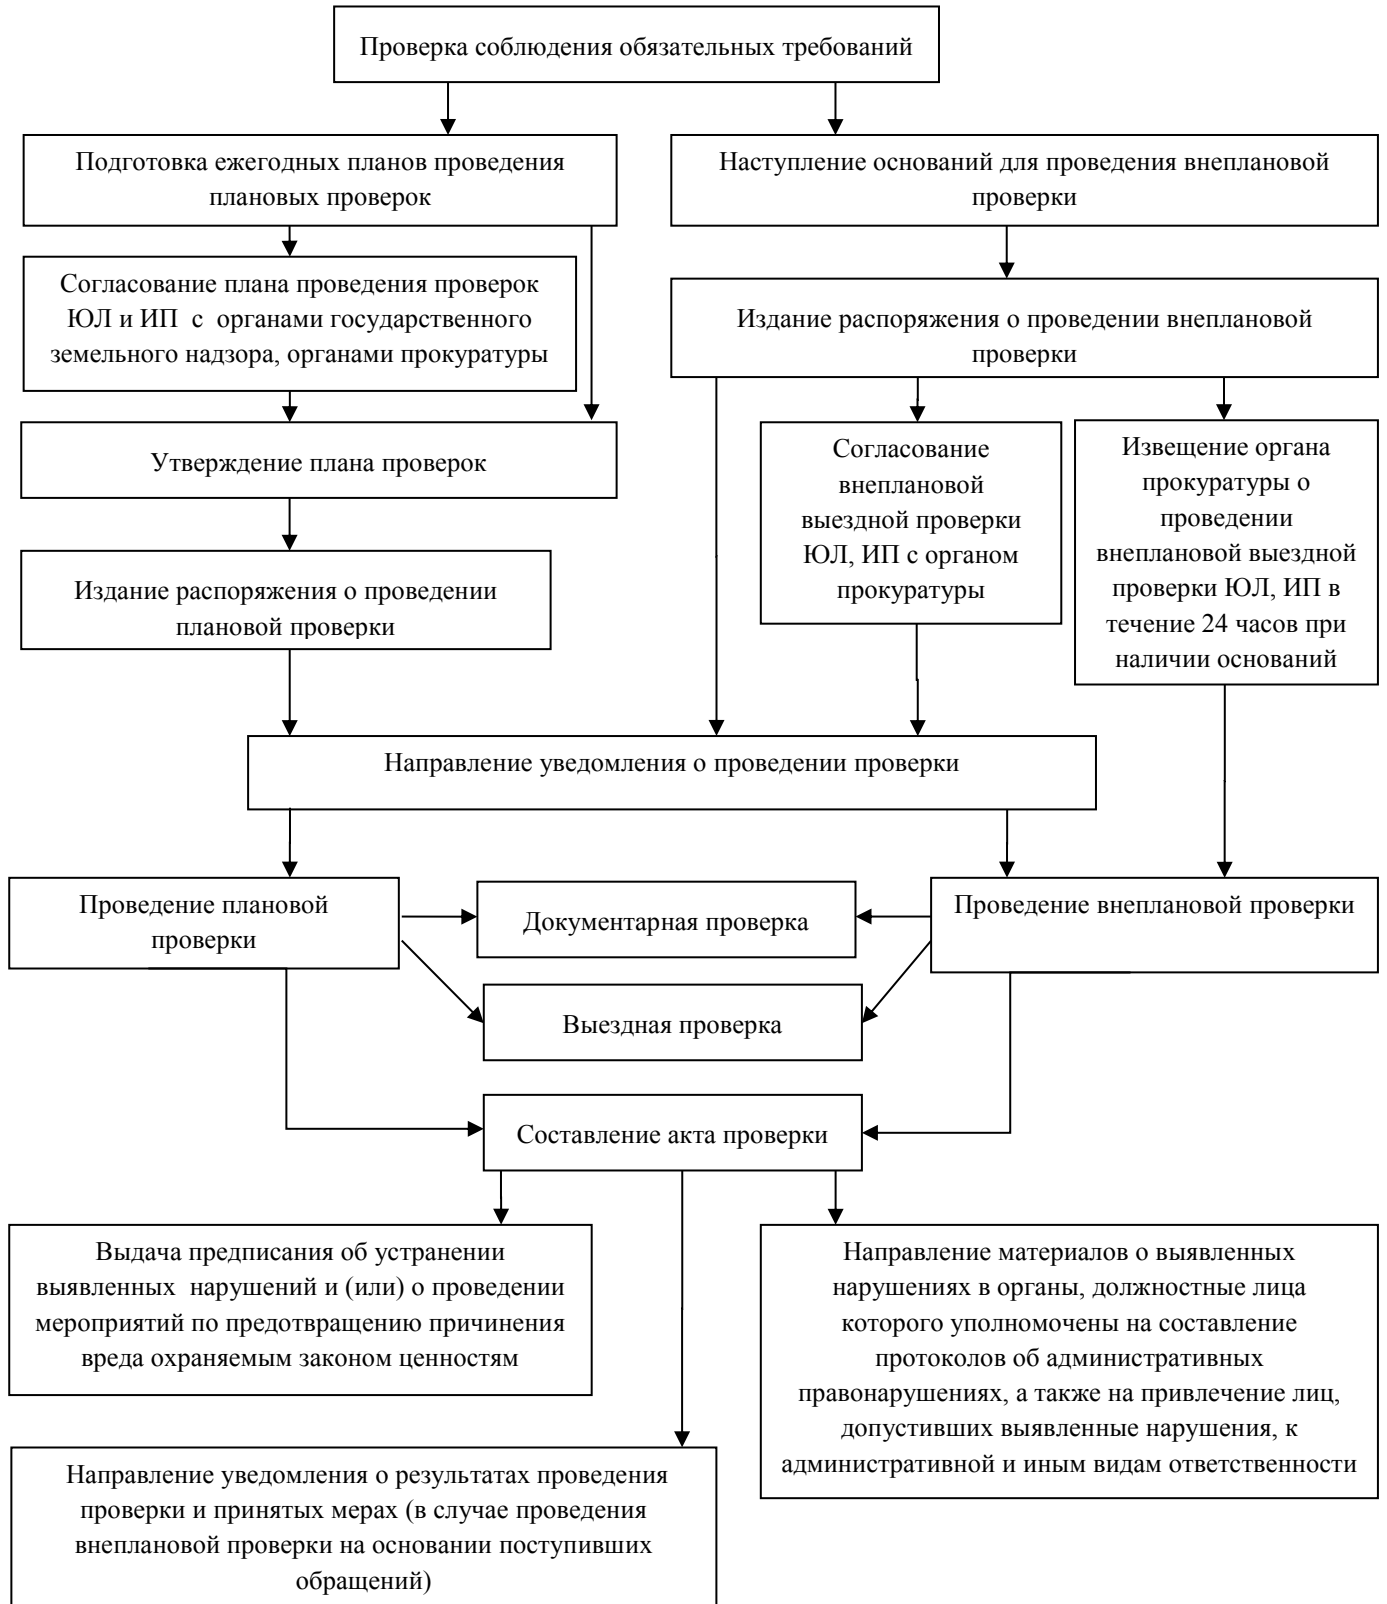 Проверка соблюдения обязательных требований
Подготовка ежегодных планов проведения
плановых проверок
Наступление оснований для проведения внеплановой
проверки
Согласование плана проведения проверок
ЮЛ и ИП с органами государственного
земельного надзора, органами прокуратуры
Издание распоряжения о проведении внеплановой
проверки
Утверждение плана проверок
Согласование
внеплановой
выездной проверки
ЮЛ, ИП с органом
прокуратуры
Извещение органа
прокуратуры о
проведении
внеплановой выездной
проверки ЮЛ, ИП в
течение 24 часов при
наличии оснований
Издание распоряжения о проведении
плановой проверки
Направление уведомления о проведении проверки
Проведение плановой
проверки
Документарная проверка
Проведение внеплановой проверки
Выездная проверка
Составление акта проверки
Выдача предписания об устранении
выявленных нарушений и (или) о проведении
мероприятий по предотвращению причинения
вреда охраняемым законом ценностям
Направление материалов о выявленных
нарушениях в органы, должностные лица
которого уполномочены на составление
протоколов об административных
правонарушениях, а также на привлечение лиц,
допустивших выявленные нарушения, к
административной и иным видам ответственности
Направление уведомления о результатах проведения
проверки и принятых мерах (в случае проведения
внеплановой проверки на основании поступивших
обращений)